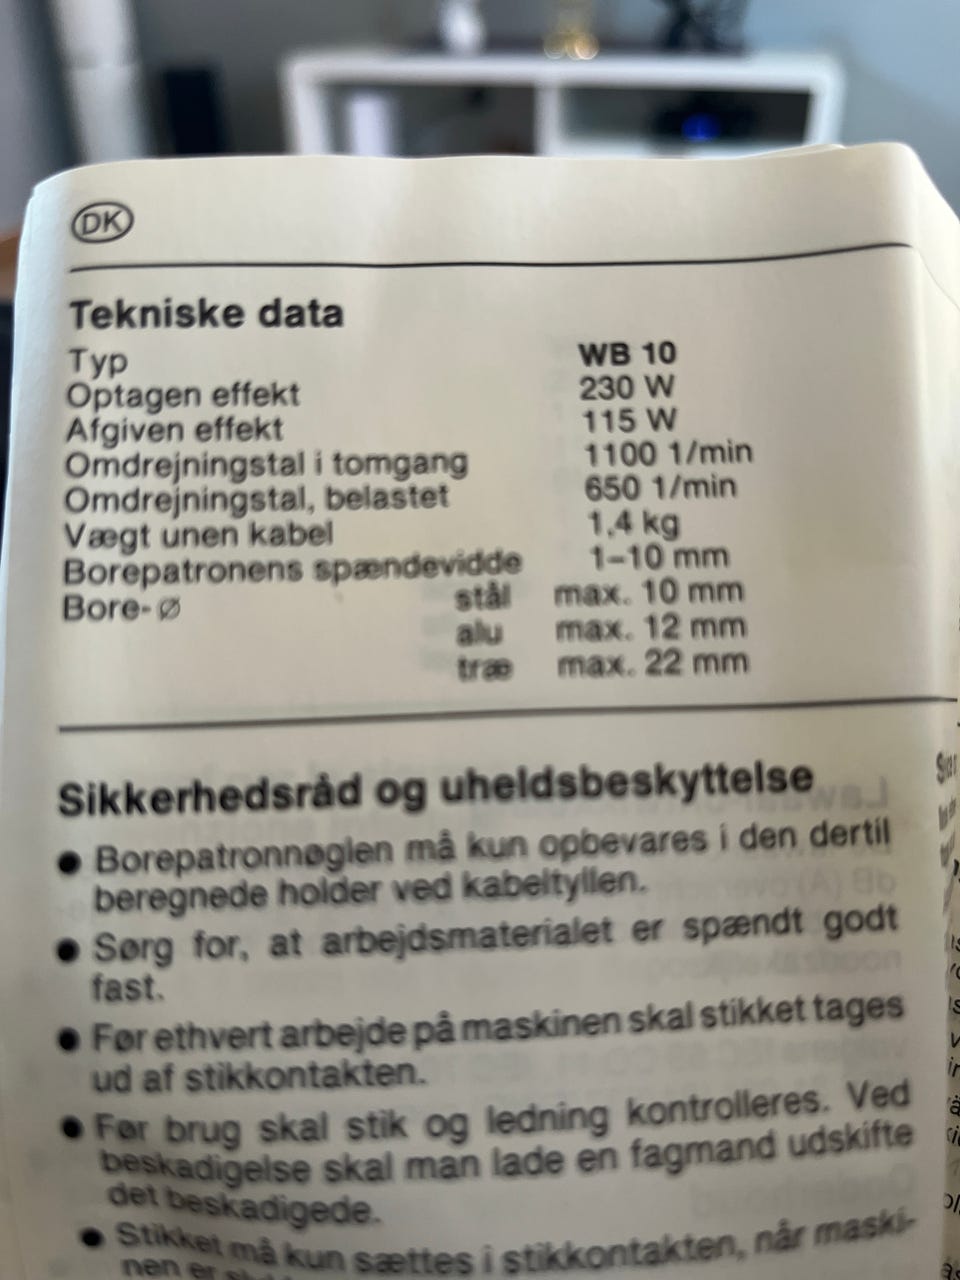 DK
Tekniske data
Typ WB 10
Optagen effekt 230 W
Afgiven effekt 115 W
Omdrejningstal i tomgang 1100 1/min
Omdrejningstal, belastet 650 1/min
Vægt unen kabel 1,4 kg
Borepatronens spændevidde 1–10 mm
Bore-∅ stål max. 10 mm
alu max. 12 mm
træ max. 22 mm
Sikkerhedsråd og uheldsbeskyttelse
● Borepatronnøglen må kun opbevares i den dertil
beregnede holder ved kabeltyllen.
● Sørg for, at arbejdsmaterialet er spændt godt
fast.
● Før ethvert arbejde på maskinen skal stikket tages
ud af stikkontakten.
● Før brug skal stik og ledning kontrolleres. Ved
beskadigelse skal man lade en fagmand udskifte
det beskadigede.
● Stikket må kun sættes i stikkontakten, når maski-
nen er